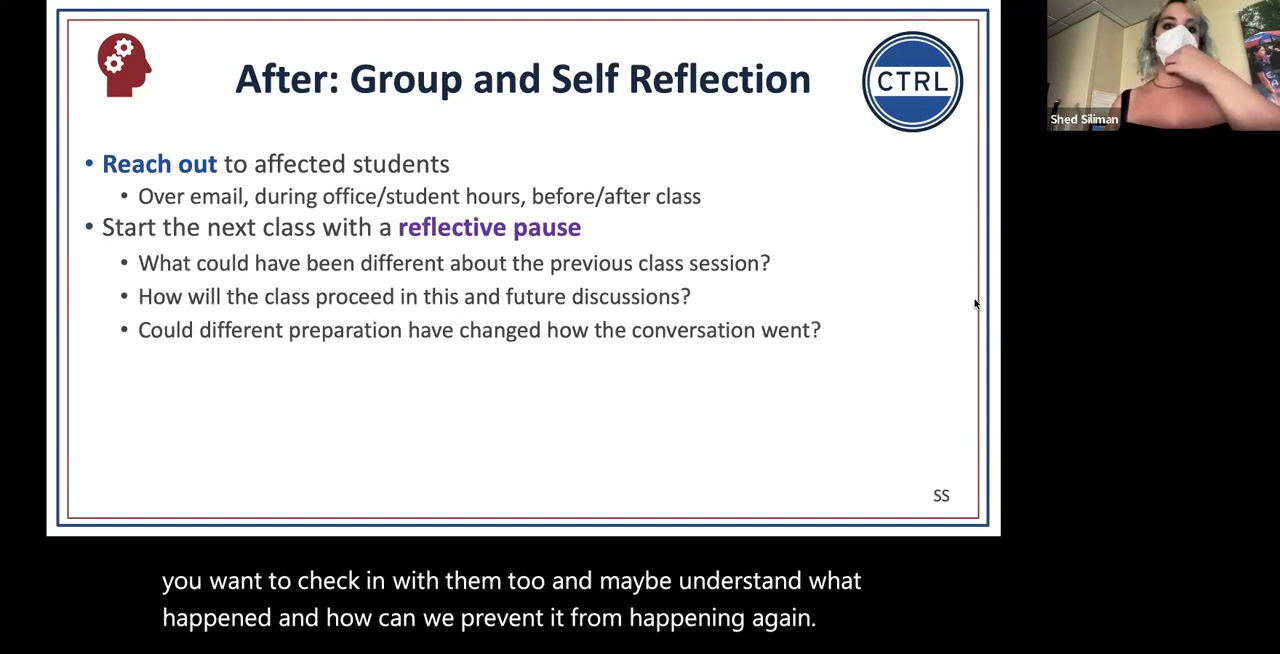 After: Group and Self Reflection
CTRL
Shed Siliman
• Reach out to affected students
• Over email, during office/student hours, before/after class
• Start the next class with a reflective pause
• What could have been different about the previous class session?
• How will the class proceed in this and future discussions?
• Could different preparation have changed how the conversation went?
SS
you want to check in with them too and maybe understand what
happened and how can we prevent it from happening again.